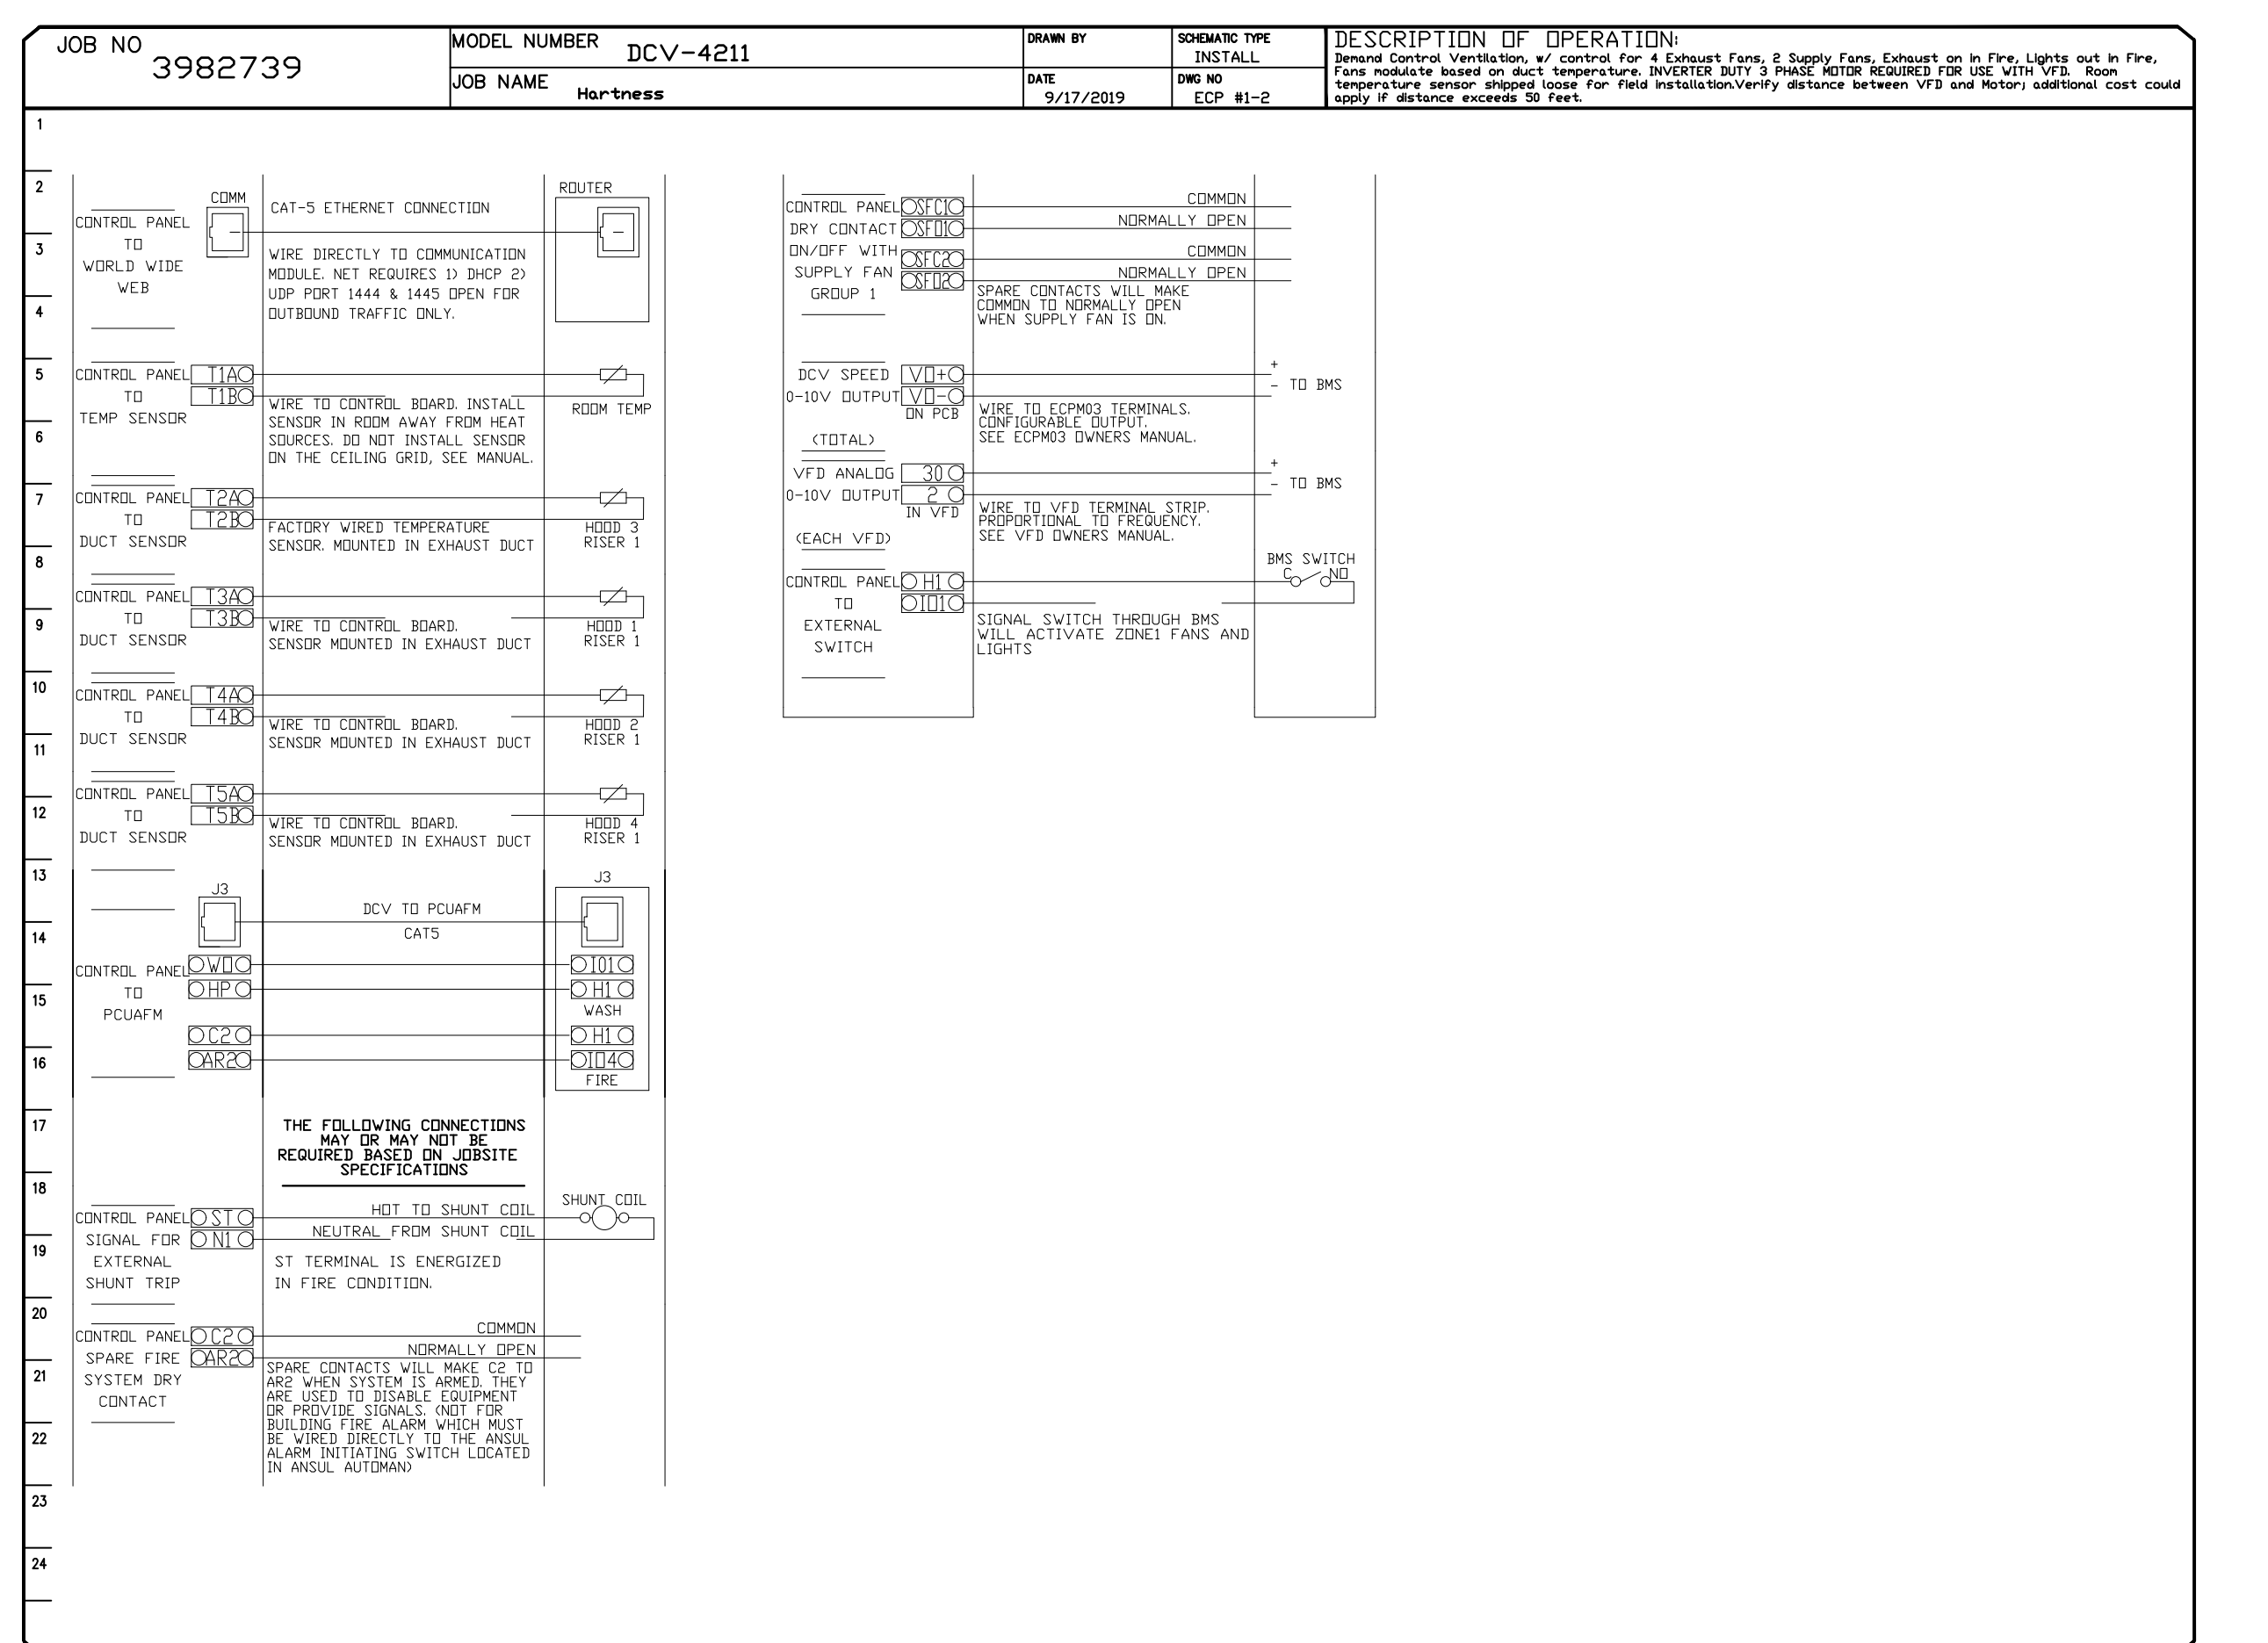 JOB NO
3982739
MODEL NUMBER
DCV-4211
JOB NAME
Hartness
DRAWN BY
DATE
9/17/2019
SCHEMATIC TYPE
INSTALL
DWG NO
ECP #1-2
DESCRIPTION OF OPERATION:
Demand Control Ventilation, w/ control for 4 Exhaust Fans, 2 Supply Fans, Exhaust on in Fire, Lights out in Fire,
Fans modulate based on duct temperature. INVERTER DUTY 3 PHASE MOTOR REQUIRED FOR USE WITH VFD. Room
temperature sensor shipped loose for field installation.Verify distance between VFD and Motor; additional cost could
apply if distance exceeds 50 feet.
1
2
3
4
5
6
7
8
9
10
11
12
13
14
15
16
17
18
19
20
21
22
23
24
CONTROL PANEL
TO
WORLD WIDE
WEB
COMM
CAT-5 ETHERNET CONNECTION
WIRE DIRECTLY TO COMMUNICATION
MODULE. NET REQUIRES 1) DHCP 2)
UDP PORT 1444 & 1445 OPEN FOR
OUTBOUND TRAFFIC ONLY.
ROUTER
CONTROL PANEL
TO
TEMP SENSOR
T1A
T1B
WIRE TO CONTROL BOARD. INSTALL
SENSOR IN ROOM AWAY FROM HEAT
SOURCES. DO NOT INSTALL SENSOR
ON THE CEILING GRID, SEE MANUAL.
ROOM TEMP
CONTROL PANEL
TO
DUCT SENSOR
T2A
T2B
FACTORY WIRED TEMPERATURE
SENSOR. MOUNTED IN EXHAUST DUCT
HOOD 3
RISER 1
CONTROL PANEL
TO
DUCT SENSOR
T3A
T3B
WIRE TO CONTROL BOARD.
SENSOR MOUNTED IN EXHAUST DUCT
HOOD 1
RISER 1
CONTROL PANEL
TO
DUCT SENSOR
T4A
T4B
WIRE TO CONTROL BOARD.
SENSOR MOUNTED IN EXHAUST DUCT
HOOD 2
RISER 1
CONTROL PANEL
TO
DUCT SENSOR
T5A
T5B
WIRE TO CONTROL BOARD.
SENSOR MOUNTED IN EXHAUST DUCT
HOOD 4
RISER 1
CONTROL PANEL
TO
PCUAFM
J3
DCV TO PCUAFM
CAT5
J3
WO
HP
C2
AR2
I01
H1
WASH
H1
IO4
FIRE
THE FOLLOWING CONNECTIONS
MAY OR MAY NOT BE
REQUIRED BASED ON JOBSITE
SPECIFICATIONS
CONTROL PANEL
SIGNAL FOR
EXTERNAL
SHUNT TRIP
ST
N1
HOT TO SHUNT COIL
NEUTRAL FROM SHUNT COIL
ST TERMINAL IS ENERGIZED
IN FIRE CONDITION.
SHUNT COIL
CONTROL PANEL
SPARE FIRE
SYSTEM DRY
CONTACT
C2
AR2
COMMON
NORMALLY OPEN
SPARE CONTACTS WILL MAKE C2 TO
AR2 WHEN SYSTEM IS ARMED. THEY
ARE USED TO DISABLE EQUIPMENT
OR PROVIDE SIGNALS. (NOT FOR
BUILDING FIRE ALARM WHICH MUST
BE WIRED DIRECTLY TO THE ANSUL
ALARM INITIATING SWITCH LOCATED
IN ANSUL AUTOMAN)
CONTROL PANEL
DRY CONTACT
ON/OFF WITH
SUPPLY FAN
GROUP 1
SFC1
SFO1
SFC2
SFO2
COMMON
NORMALLY OPEN
COMMON
NORMALLY OPEN
SPARE CONTACTS WILL MAKE
COMMON TO NORMALLY OPEN
WHEN SUPPLY FAN IS ON.
DCV SPEED
0-10V OUTPUT
(TOTAL)
VO+
VO-
ON PCB
WIRE TO ECPM03 TERMINALS.
CONFIGURABLE OUTPUT.
SEE ECPM03 OWNERS MANUAL.
+
- TO BMS
VFD ANALOG
0-10V OUTPUT
(EACH VFD)
30
2
IN VFD
WIRE TO VFD TERMINAL STRIP.
PROPORTIONAL TO FREQUENCY.
SEE VFD OWNERS MANUAL.
+
- TO BMS
CONTROL PANEL
TO
EXTERNAL
SWITCH
H1
IO1
SIGNAL SWITCH THROUGH BMS
WILL ACTIVATE ZONE1 FANS AND
LIGHTS
BMS SWITCH
C
NO